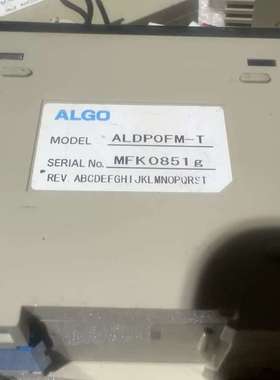 ALGO
MODEL ALDPOFM-T
SERIAL No. MFK0851g
REV ABCDEFGHIJKLMNOPQRST